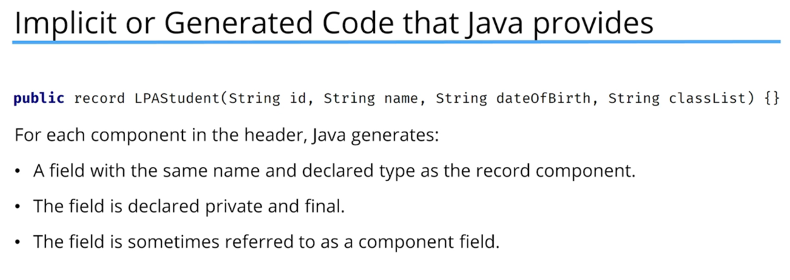 Implicit or Generated Code that Java provides
public record LPAStudent(String id, String name, String dateOfBirth, String classList) {}
For each component in the header, Java generates:
• A field with the same name and declared type as the record component.
• The field is declared private and final.
• The field is sometimes referred to as a component field.